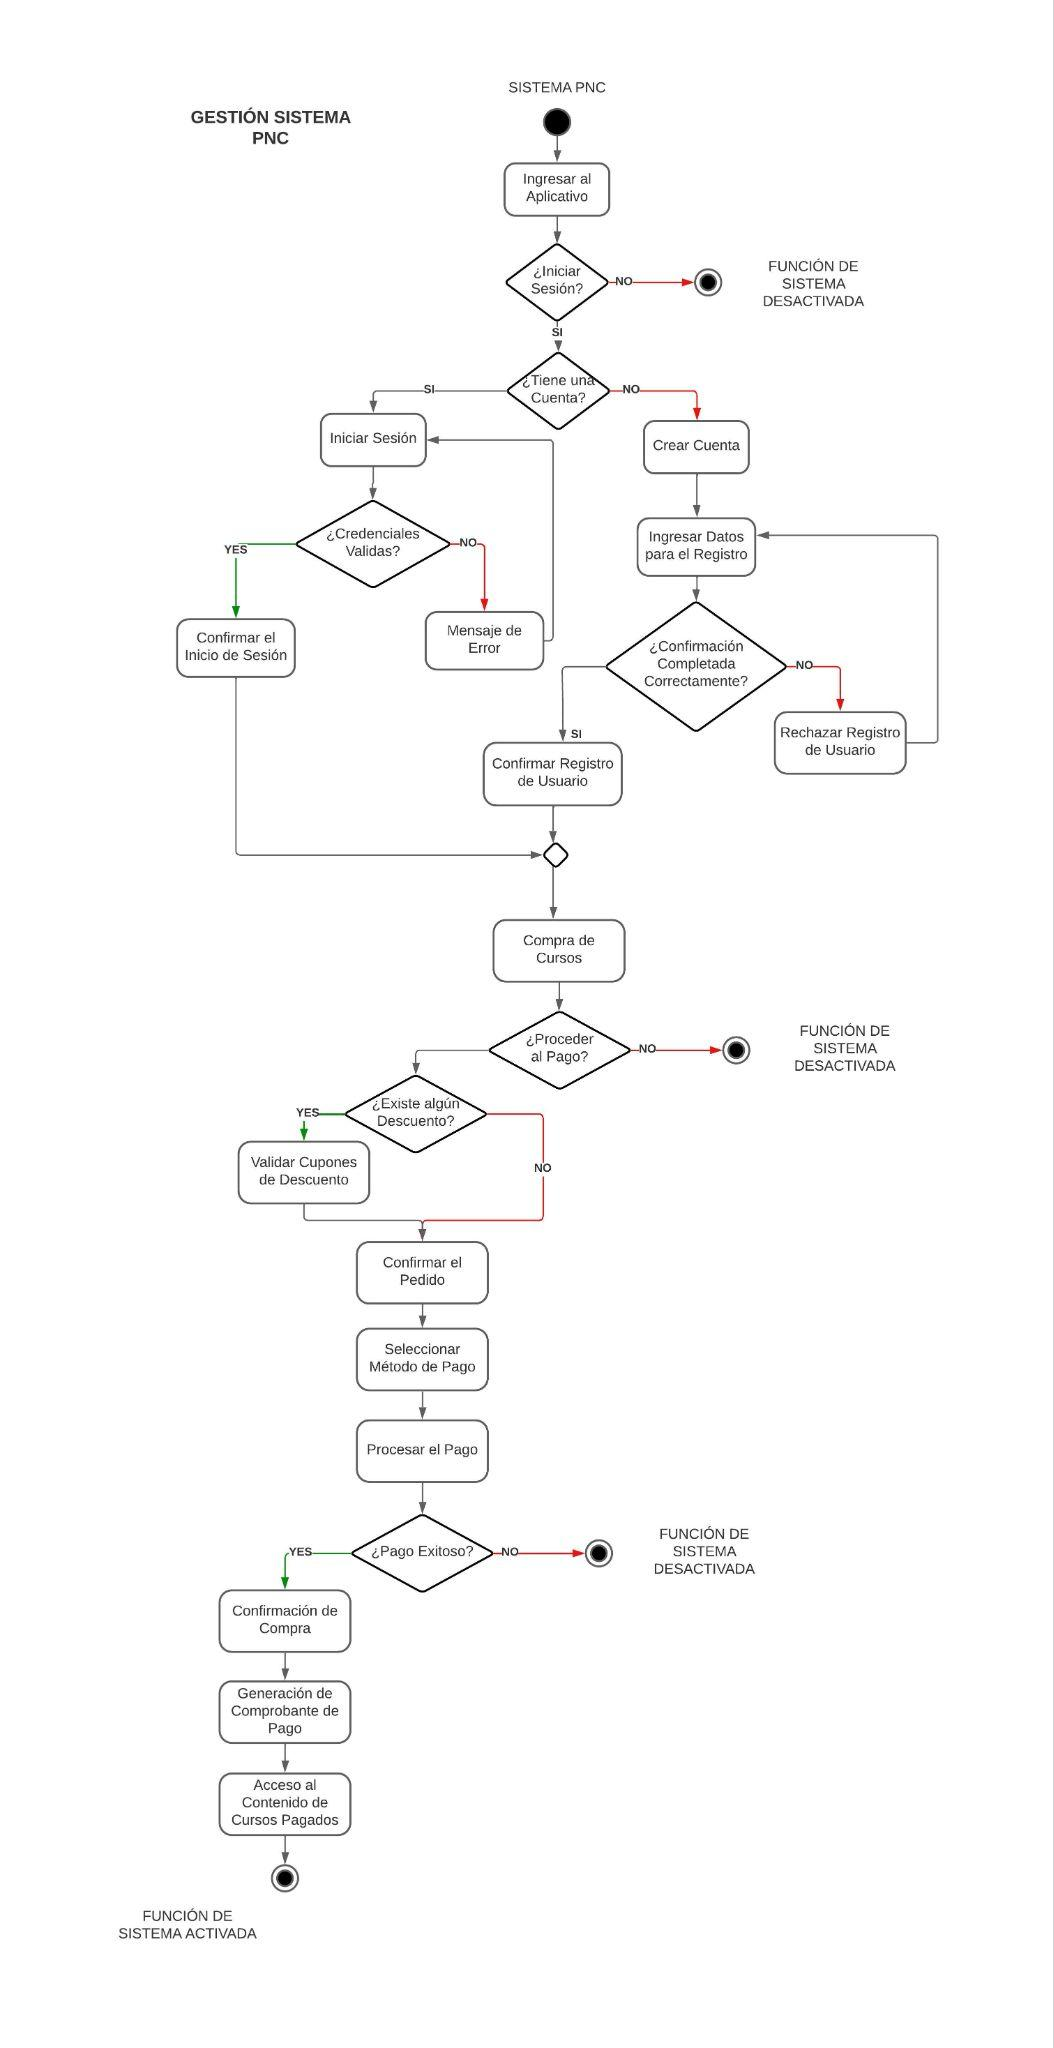 SISTEMA PNC
GESTIÓN SISTEMA
PNC
Ingresar al
Aplicativo
¿Iniciar
Sesión?
NO
FUNCIÓN DE
SISTEMA
DESACTIVADA
SI
¿Tiene una
Cuenta?
SI
NO
Iniciar Sesión
Crear Cuenta
¿Credenciales
Validas?
YES
NO
Ingresar Datos
para el Registro
Confirmar el
Inicio de Sesión
Mensaje de
Error
¿Confirmación
Completada
Correctamente?
NO
SI
Rechazar Registro
de Usuario
Confirmar Registro
de Usuario
Compra de
Cursos
¿Proceder
al Pago?
NO
FUNCIÓN DE
SISTEMA
DESACTIVADA
¿Existe algún
Descuento?
YES
NO
Validar Cupones
de Descuento
Confirmar el
Pedido
Seleccionar
Método de Pago
Procesar el Pago
¿Pago Exitoso?
YES
NO
FUNCIÓN DE
SISTEMA
DESACTIVADA
Confirmación de
Compra
Generación de
Comprobante de
Pago
Acceso al
Contenido de
Cursos Pagados
FUNCIÓN DE
SISTEMA ACTIVADA